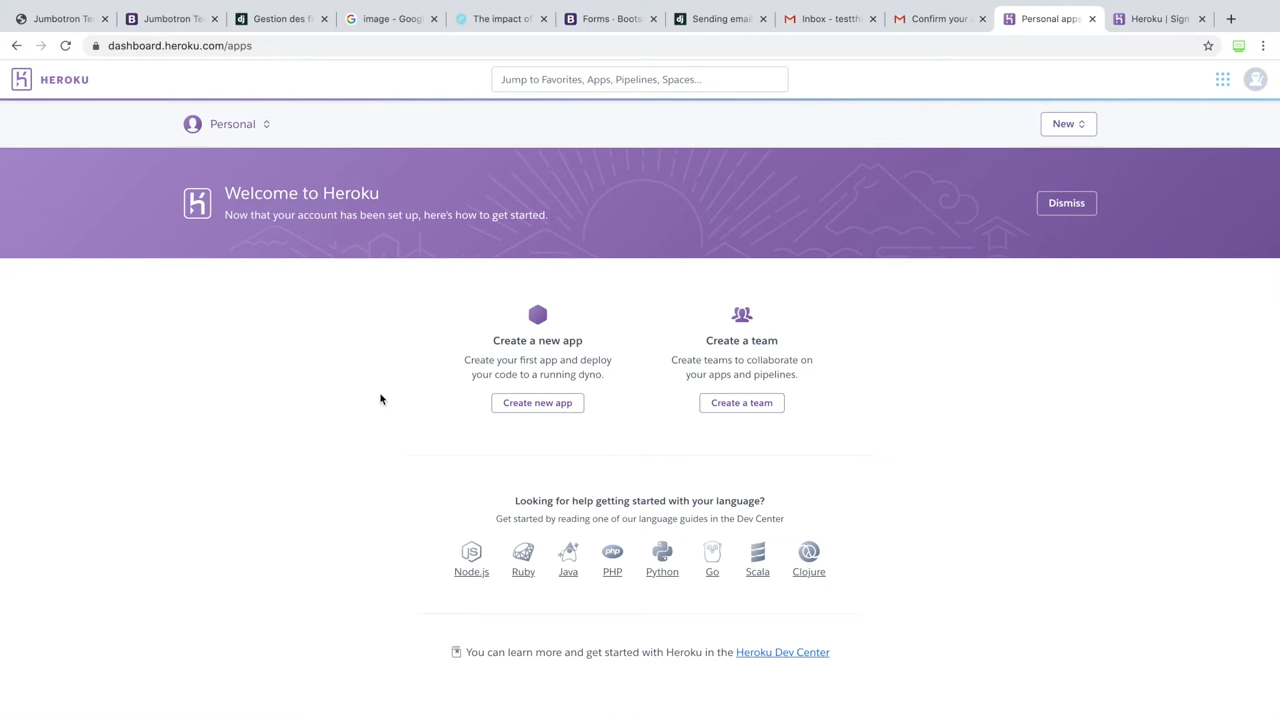 Jumbotron Te
Jumbotron Te
Gestion des fi
image - Goog
The impact of
Forms · Boots
Sending email
Inbox - testth
Confirm your
Personal apps
Heroku | Sign
dashboard.heroku.com/apps
HEROKU
Jump to Favorites, Apps, Pipelines, Spaces...
Personal
New
Welcome to Heroku
Now that your account has been set up, here's how to get started.
Dismiss
Create a new app
Create your first app and deploy
your code to a running dyno.
Create new app
Create a team
Create teams to collaborate on
your apps and pipelines.
Create a team
Looking for help getting started with your language?
Get started by reading one of our language guides in the Dev Center
Node.js Ruby Java PHP Python Go Scala Clojure
You can learn more and get started with Heroku in the Heroku Dev Center